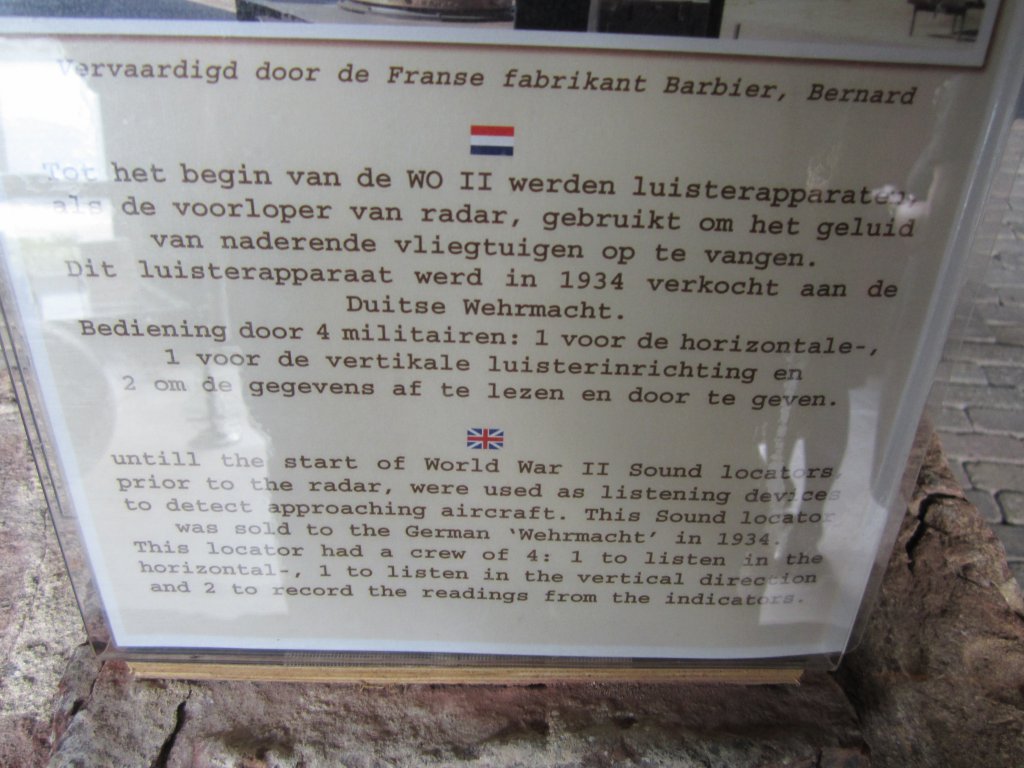 Vervaardigd door de Franse fabrikant Barbier, Bernard
Tot het begin van de WO II werden luisterapparaten,
als de voorloper van radar, gebruikt om het geluid
van naderende vliegtuigen op te vangen.
Dit luisterapparaat werd in 1934 verkocht aan de
Duitse Wehrmacht.
Bediening door 4 militairen: 1 voor de horizontale-,
1 voor de vertikale luisterinrichting en
2 om de gegevens af te lezen en door te geven.
untill the start of World War II Sound locators,
prior to the radar, were used as listening devices
to detect approaching aircraft. This Sound locator
was sold to the German 'Wehrmacht' in 1934.
This locator had a crew of 4: 1 to listen in the
horizontal-, 1 to listen in the vertical direction
and 2 to record the readings from the indicators.